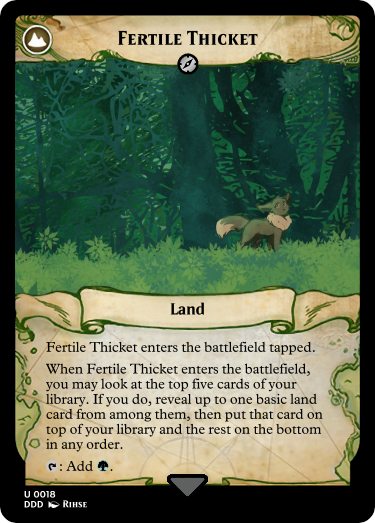 Fertile Thicket
Land
Fertile Thicket enters the battlefield tapped.
When Fertile Thicket enters the battlefield,
you may look at the top five cards of your
library. If you do, reveal up to one basic land
card from among them, then put that card on
top of your library and the rest on the bottom
in any order.
: Add .
U 0018
DDD Rihse